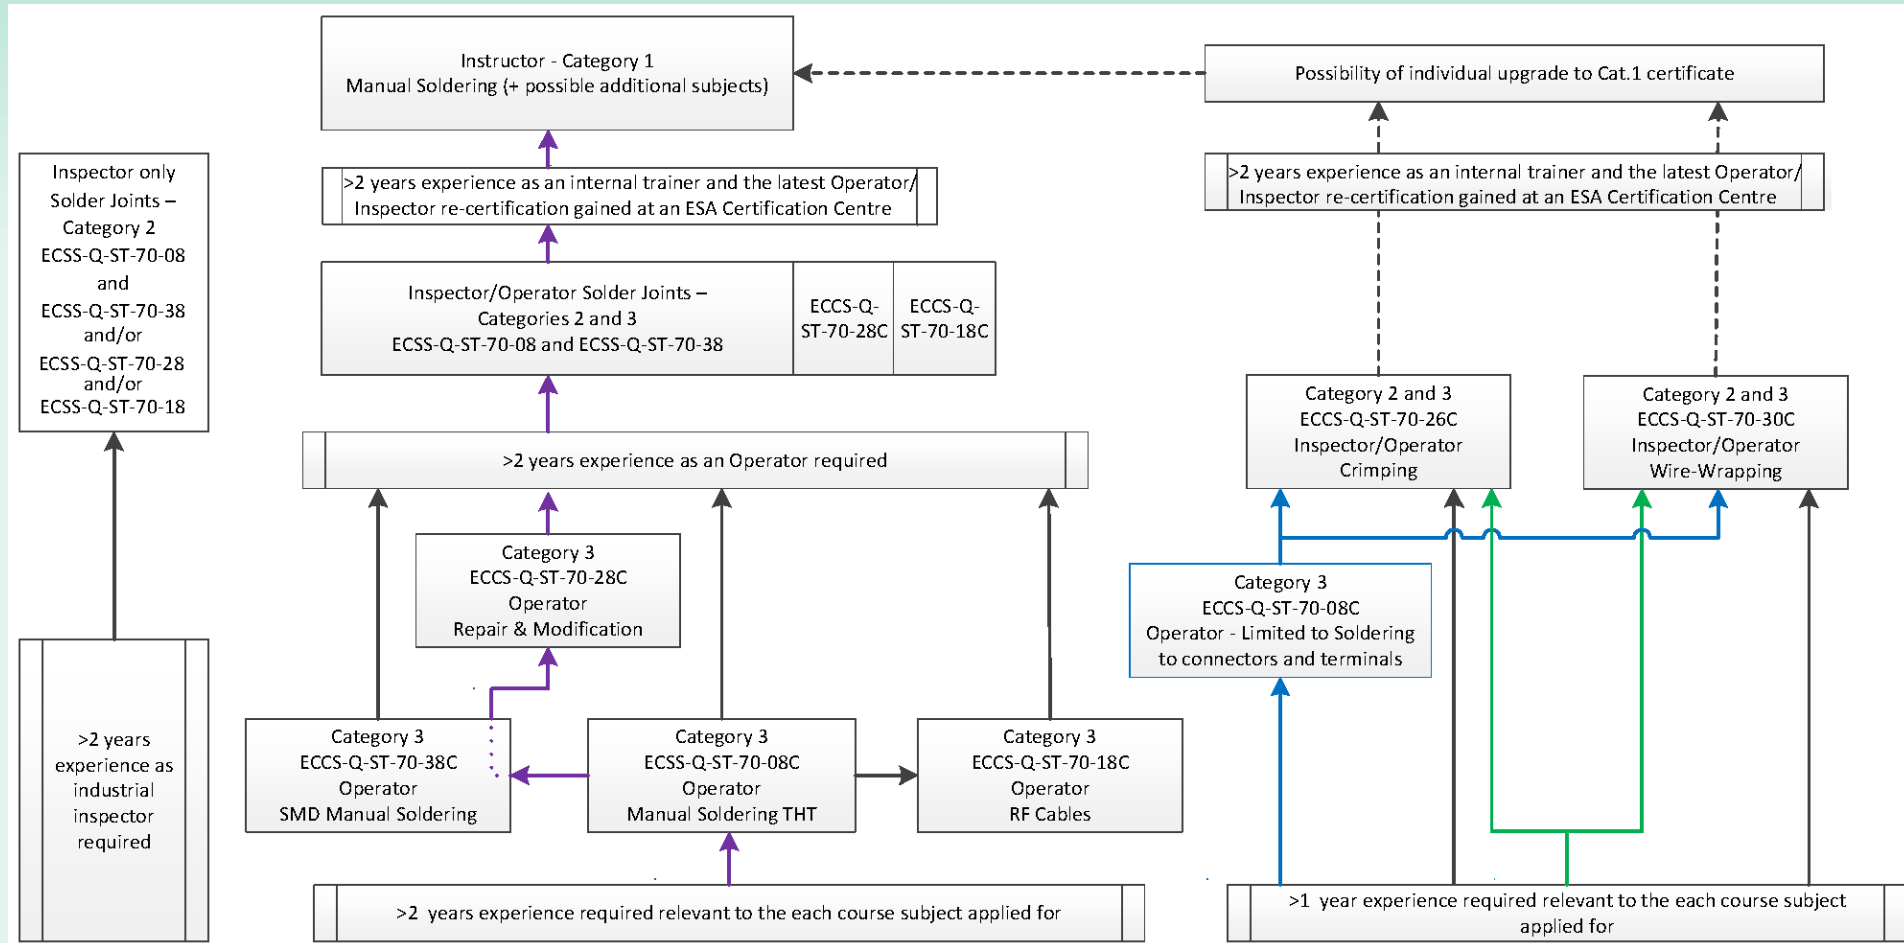 Instructor - Category 1
Manual Soldering (+ possible additional subjects)
Possibility of individual upgrade to Cat.1 certificate
Inspector only
Solder Joints –
Category 2
ECSS-Q-ST-70-08
and
ECSS-Q-ST-70-38
and/or
ECSS-Q-ST-70-28
and/or
ECSS-Q-ST-70-18
>2 years experience as an internal trainer and the latest Operator/
Inspector re-certification gained at an ESA Certification Centre
>2 years experience as an internal trainer and the latest Operator/
Inspector re-certification gained at an ESA Certification Centre
Inspector/Operator Solder Joints –
Categories 2 and 3
ECSS-Q-ST-70-08 and ECSS-Q-ST-70-38
ECCS-Q-
ST-70-28C
ECCS-Q-
ST-70-18C
Category 2 and 3
ECCS-Q-ST-70-26C
Inspector/Operator
Crimping
Category 2 and 3
ECCS-Q-ST-70-30C
Inspector/Operator
Wire-Wrapping
>2 years experience as an Operator required
Category 3
ECCS-Q-ST-70-28C
Operator
Repair & Modification
Category 3
ECCS-Q-ST-70-08C
Operator - Limited to Soldering
to connectors and terminals
>2 years
experience as
industrial
inspector
required
Category 3
ECCS-Q-ST-70-38C
Operator
SMD Manual Soldering
Category 3
ECSS-Q-ST-70-08C
Operator
Manual Soldering THT
Category 3
ECCS-Q-ST-70-18C
Operator
RF Cables
>2 years experience required relevant to the each course subject applied for
>1 year experience required relevant to the each course subject
applied for